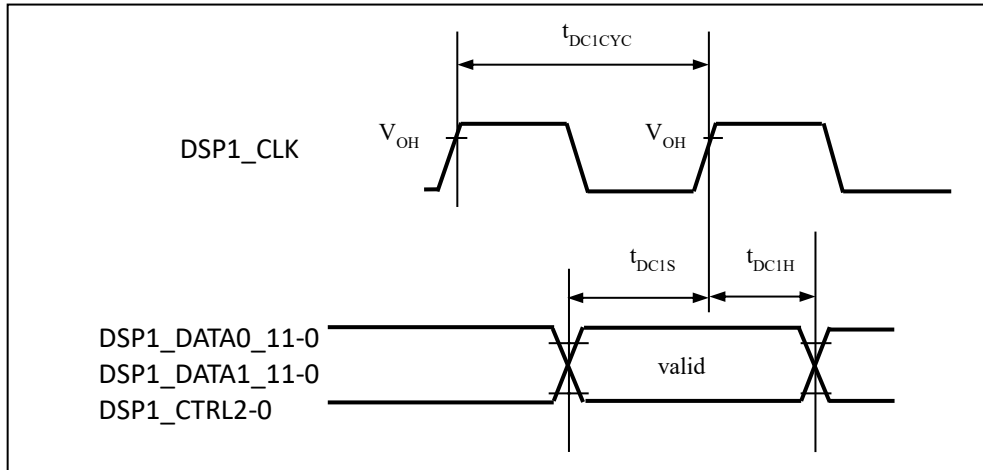 tDC1CYC
DSP1_CLK
VOH
VOH
tDC1S
tDC1H
DSP1_DATA0_11-0
DSP1_DATA1_11-0
valid
DSP1_CTRL2-0